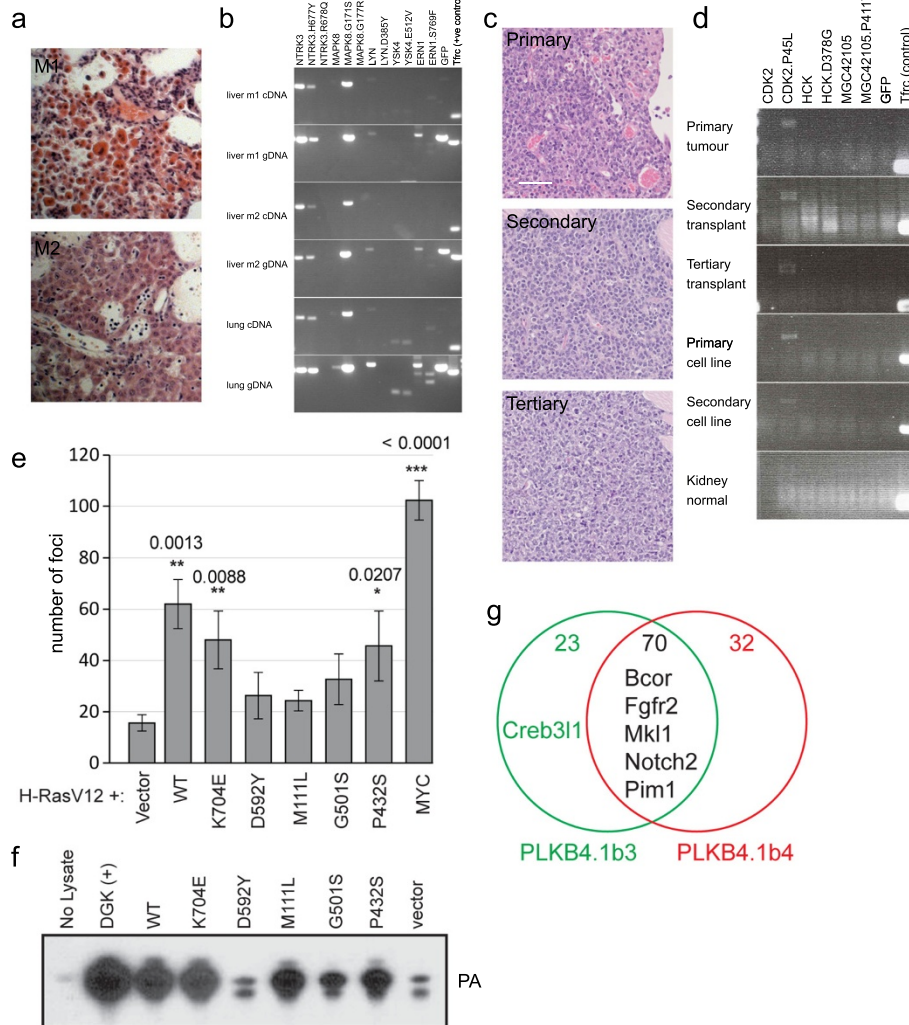 a
M1
M2
b
NTRK3
NTRK3.H677Y
NTRK3.R678Q
MAPK8
MAPK8.G171S
MAPK8.G177R
LYN
LYN.D385Y
YSK4
YSK4.E512V
ERN1
ERN1.S769F
GFP
Tfrc (+ve control
liver m1 cDNA
liver m1 gDNA
liver m2 cDNA
liver m2 gDNA
lung cDNA
lung gDNA
c
Primary
Secondary
Tertiary
d
CDK2
CDK2.P45L
HCK
HCK.D378G
MGC42105
MGC42105.P411
GFP
Tfrc (control)
Primary
tumour
Secondary
transplant
Tertiary
transplant
Primary
cell line
Secondary
cell line
Kidney
normal
e
number of foci
120
100
80
60
40
20
0
0.0013
**
0.0088
**
0.0207
*
< 0.0001
***
H-RasV12 +:
Vector
WT
K704E
D592Y
M111L
G501S
P432S
MYC
f
No Lysate
DGK (+)
WT
K704E
D592Y
M111L
G501S
P432S
vector
PA
g
23
70
32
Creb3l1
Bcor
Fgfr2
Mkl1
Notch2
Pim1
PLKB4.1b3
PLKB4.1b4